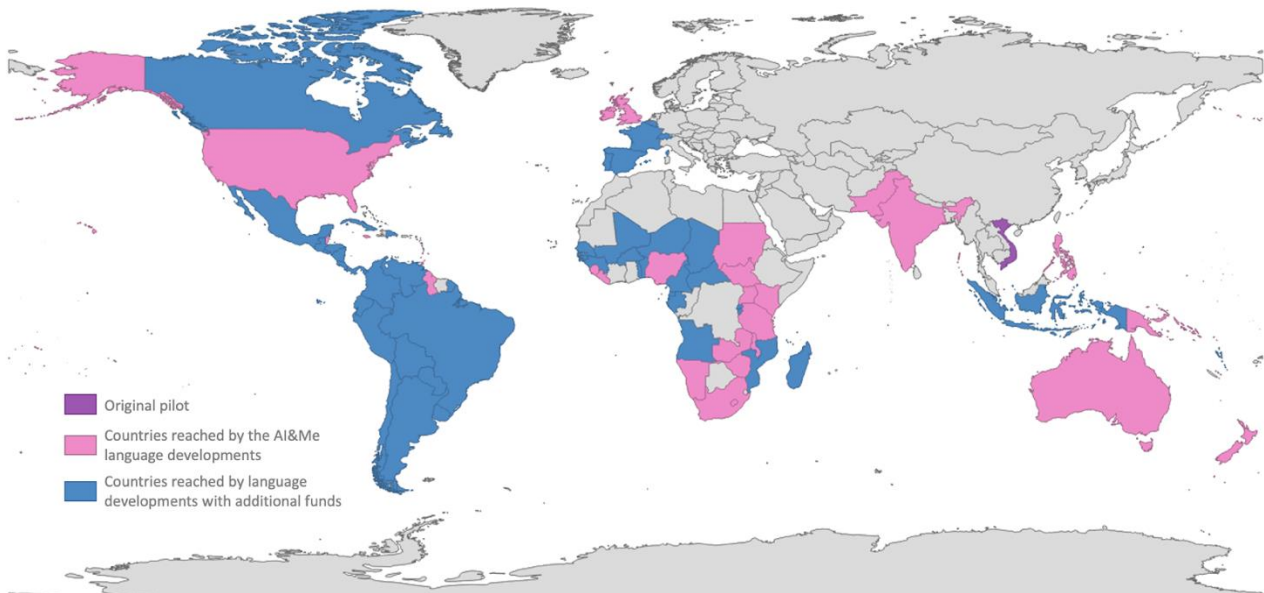 Original pilot
Countries reached by the AI&Me
language developments
Countries reached by language
developments with additional funds